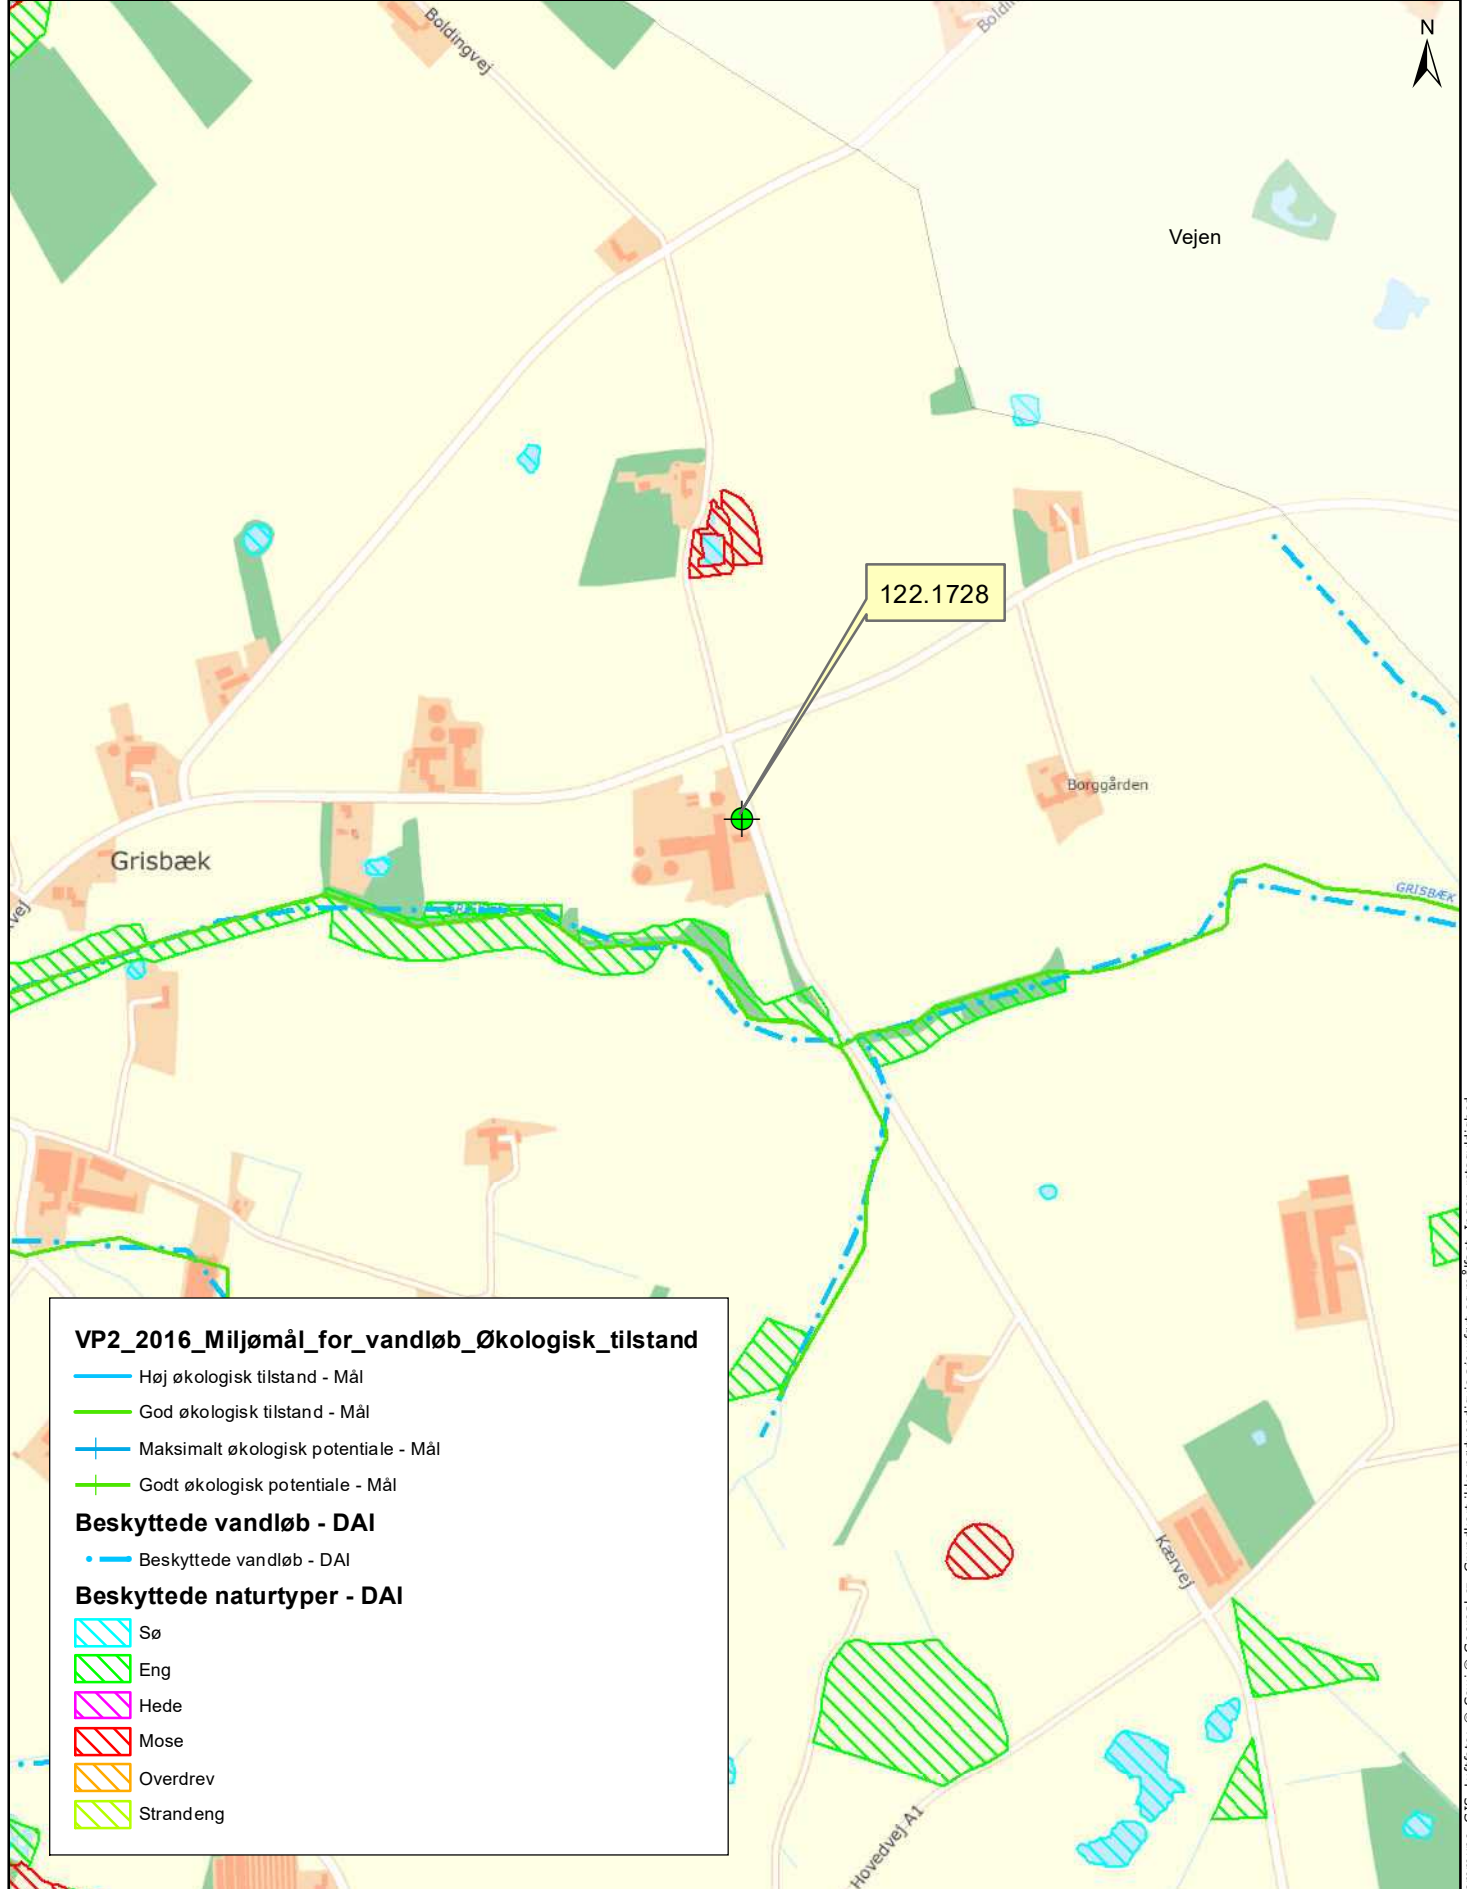 Boldingvej
N
Vejen
122.1728
Borggården
Grisbæk
GRISBÆK
Kærvej
Hovedvej A1
VP2_2016_Miljømål_for_vandløb_Økologisk_tilstand
Høj økologisk tilstand - Mål
God økologisk tilstand - Mål
Maksimalt økologisk potentiale - Mål
Godt økologisk potentiale - Mål
Beskyttede vandløb - DAI
Beskyttede vandløb - DAI
Beskyttede naturtyper - DAI
Sø
Eng
Hede
Mose
Overdrev
Strandeng